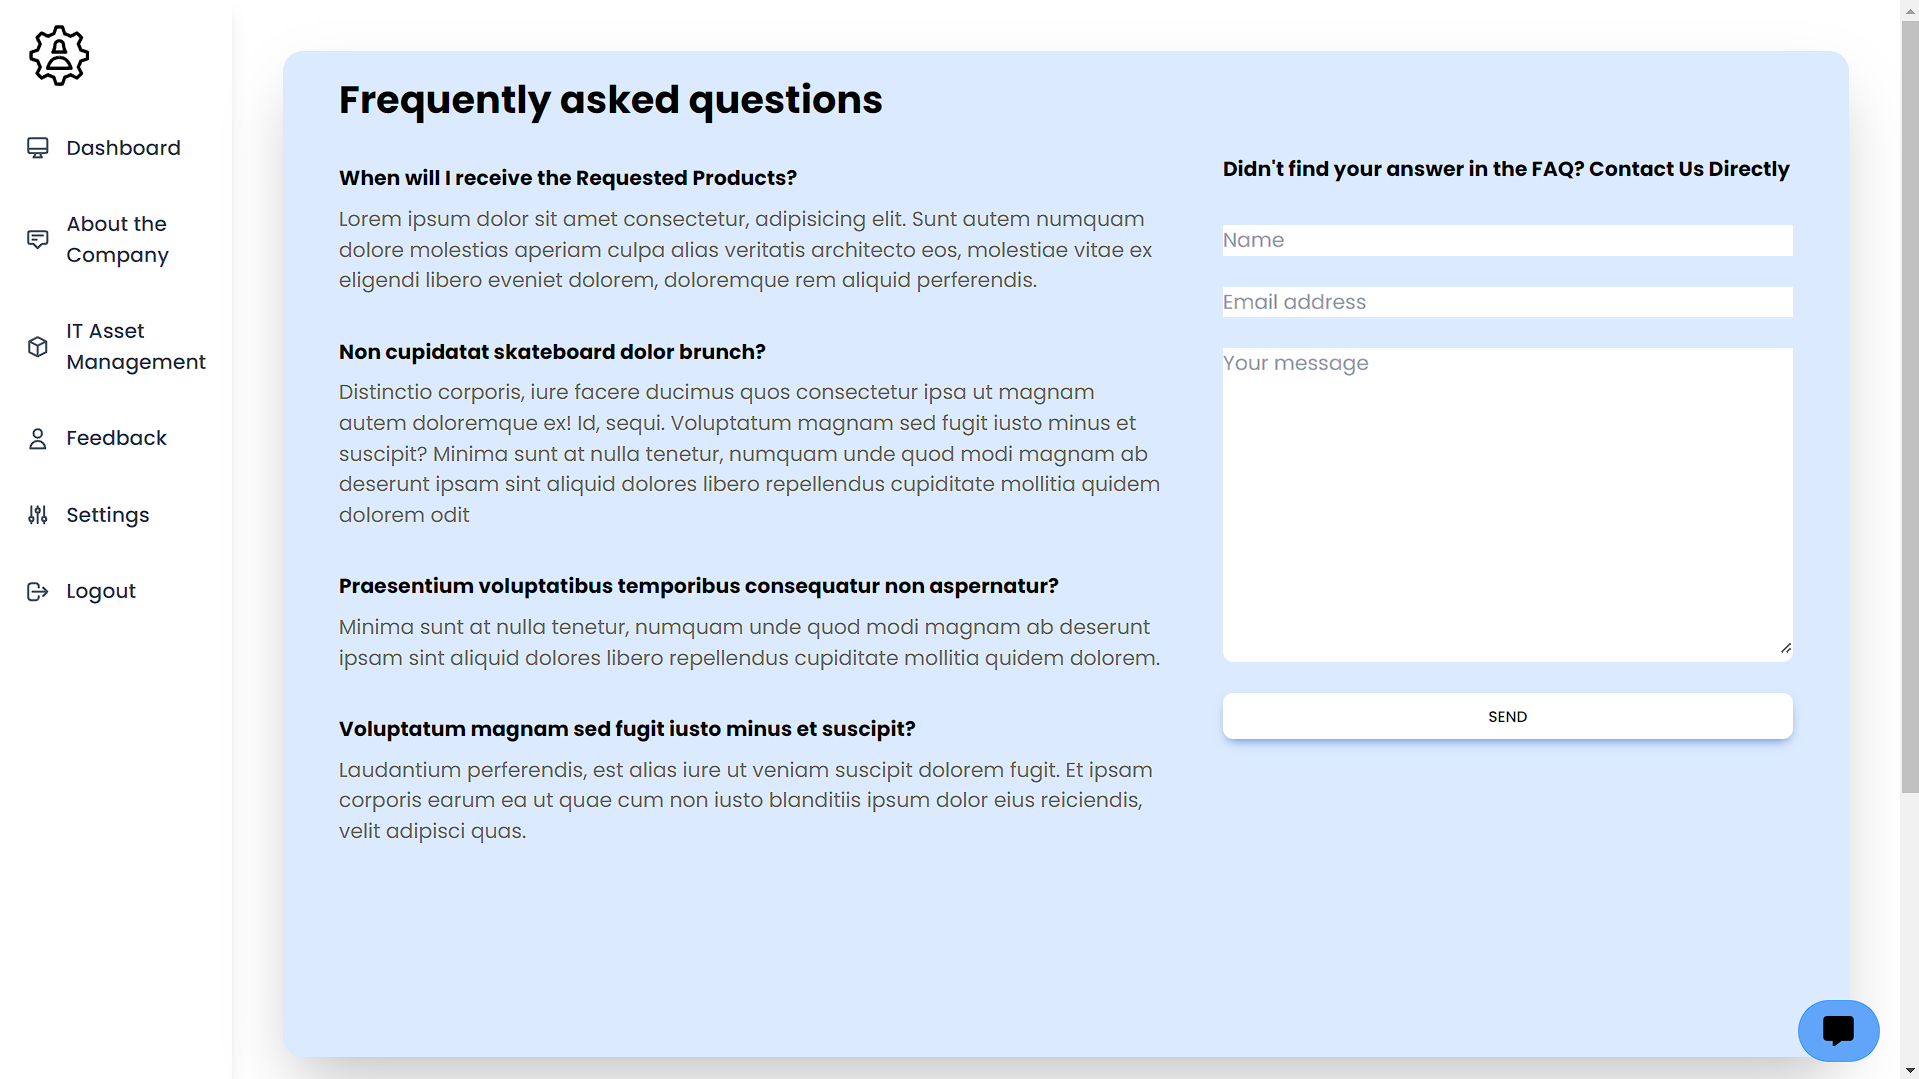 Dashboard
About the
Company
IT Asset
Management
Feedback
Settings
Logout
Frequently asked questions
When will I receive the Requested Products?
Lorem ipsum dolor sit amet consectetur, adipisicing elit. Sunt autem numquam
dolore molestias aperiam culpa alias veritatis architecto eos, molestiae vitae ex
eligendi libero eveniet dolorem, doloremque rem aliquid perferendis.
Non cupidatat skateboard dolor brunch?
Distinctio corporis, iure facere ducimus quos consectetur ipsa ut magnam
autem doloremque ex! Id, sequi. Voluptatum magnam sed fugit iusto minus et
suscipit? Minima sunt at nulla tenetur, numquam unde quod modi magnam ab
deserunt ipsam sint aliquid dolores libero repellendus cupiditate mollitia quidem
dolorem odit
Praesentium voluptatibus temporibus consequatur non aspernatur?
Minima sunt at nulla tenetur, numquam unde quod modi magnam ab deserunt
ipsam sint aliquid dolores libero repellendus cupiditate mollitia quidem dolorem.
Voluptatum magnam sed fugit iusto minus et suscipit?
Laudantium perferendis, est alias iure ut veniam suscipit dolorem fugit. Et ipsam
corporis earum ea ut quae cum non iusto blanditiis ipsum dolor eius reiciendis,
velit adipisci quas.
Didn't find your answer in the FAQ? Contact Us Directly
Name
Email address
Your message
SEND